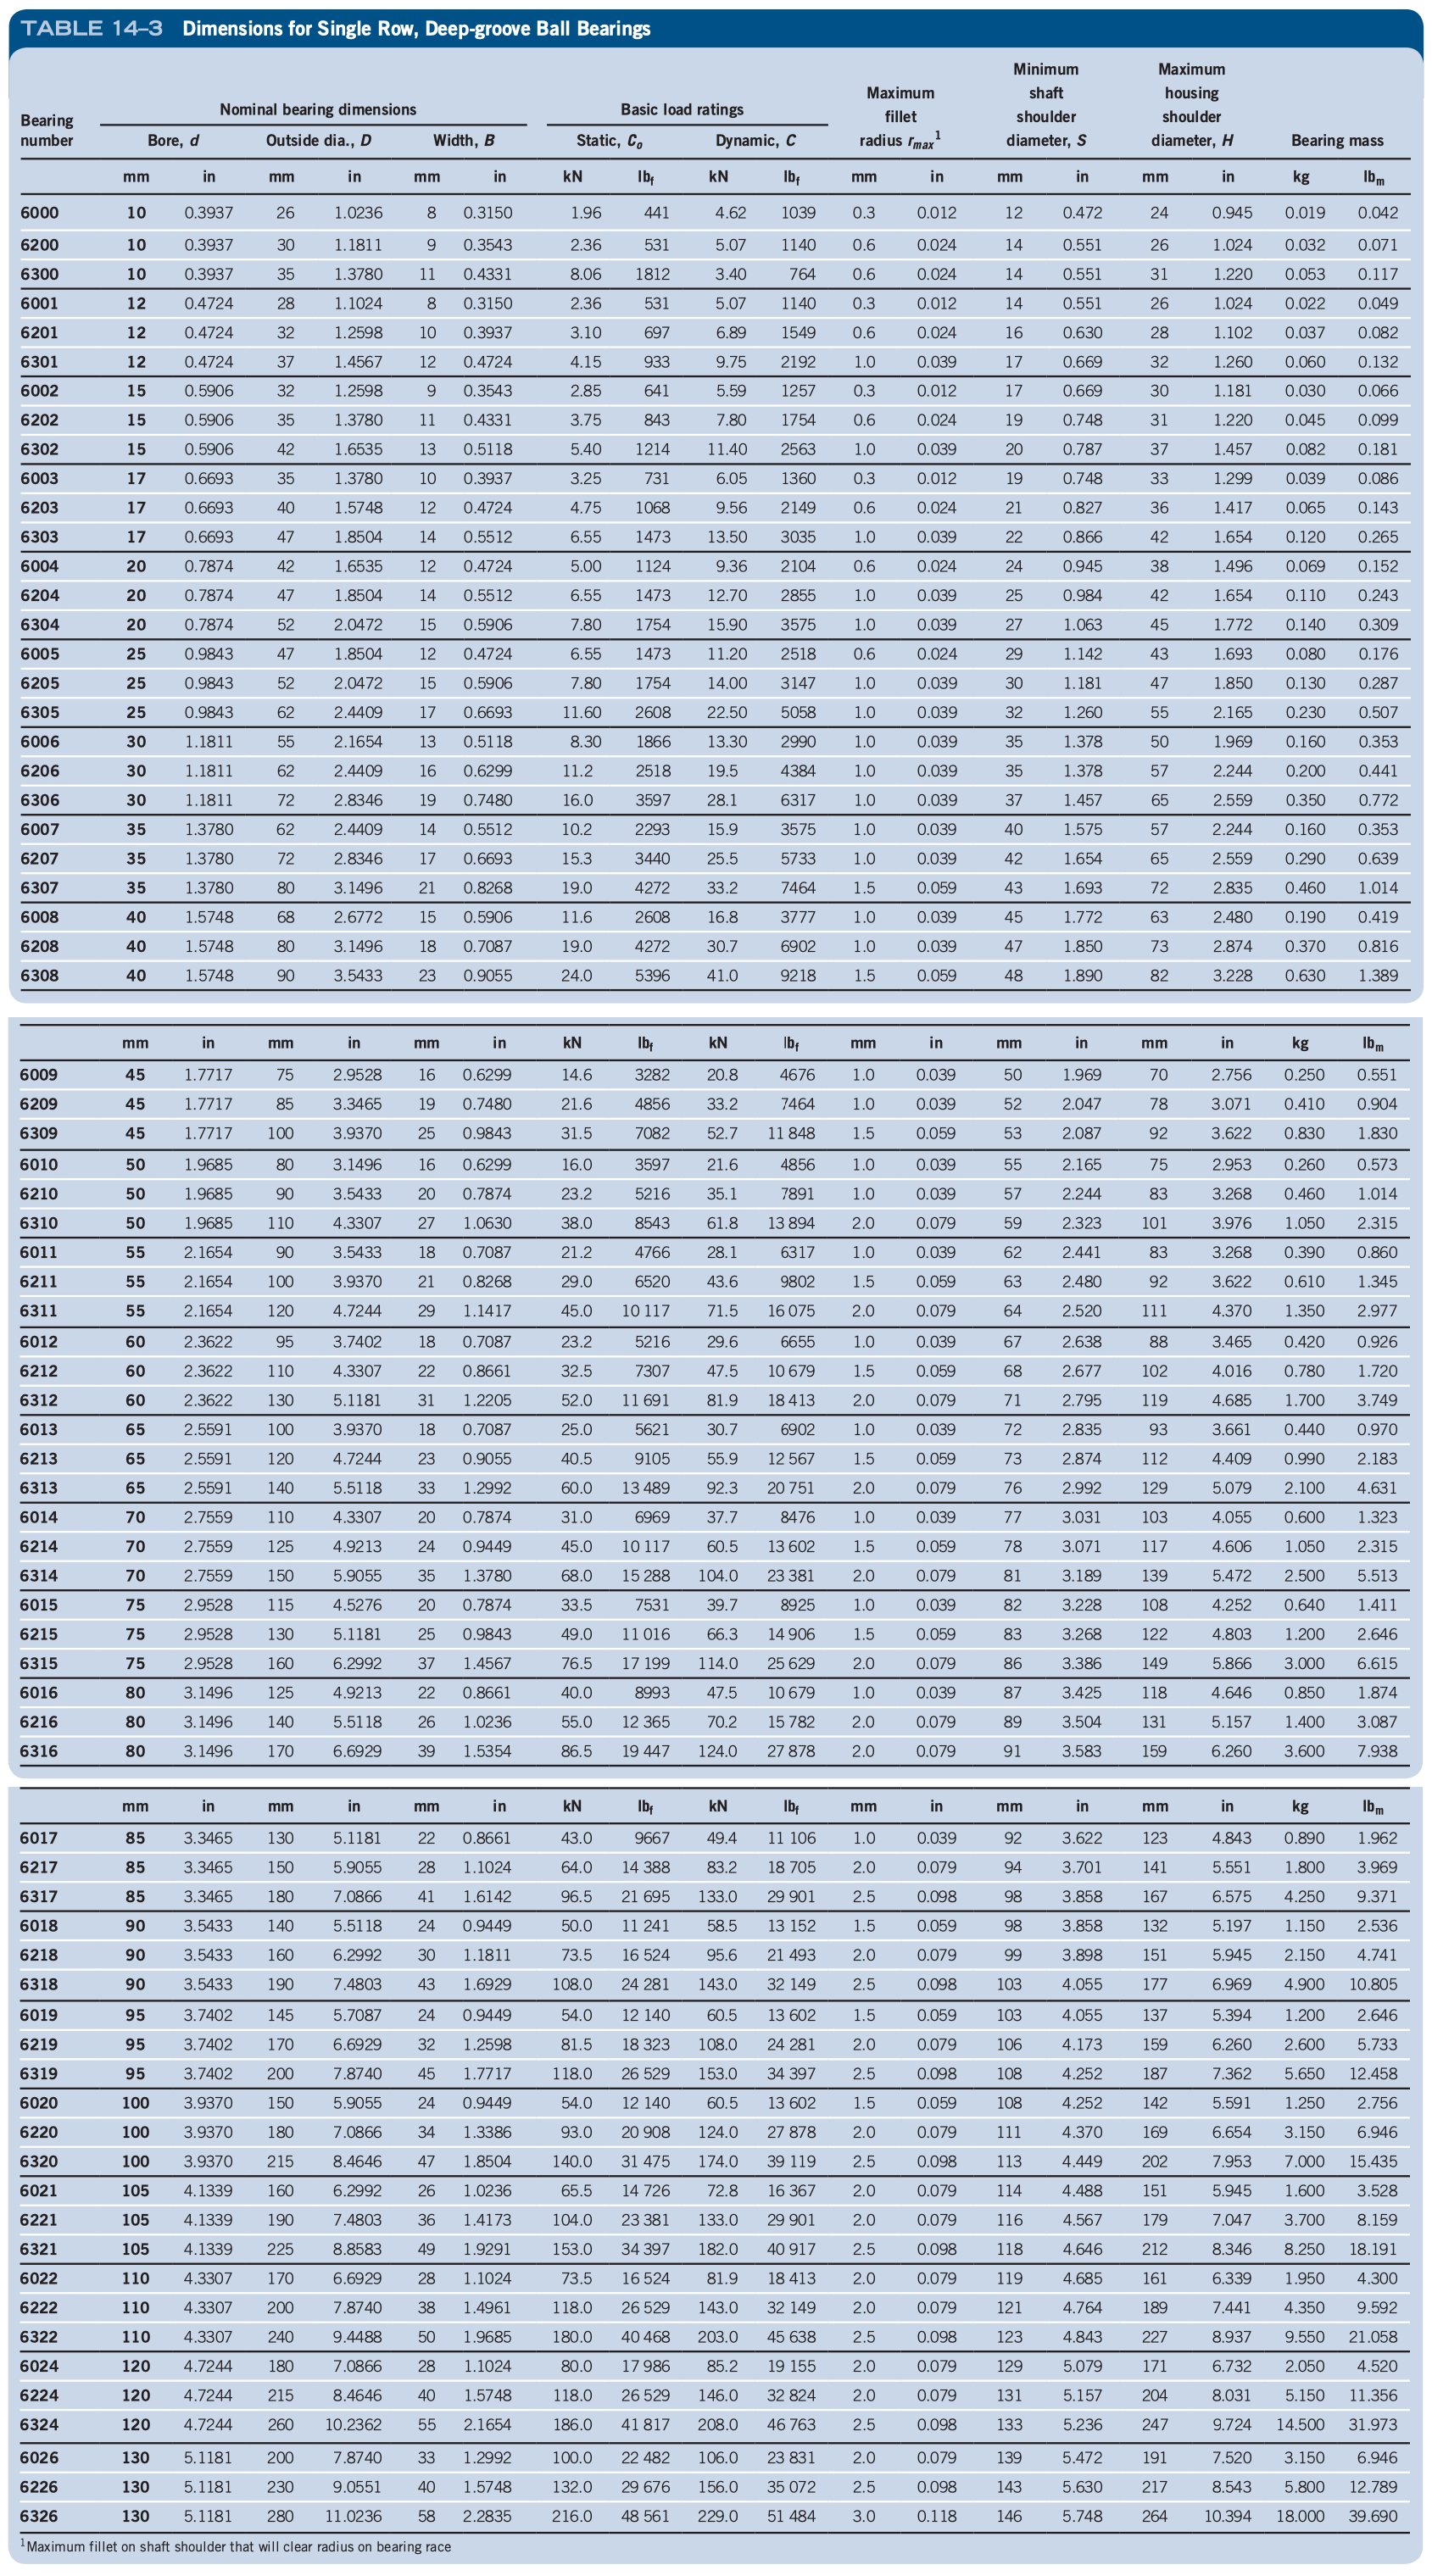 TABLE 14–3 Dimensions for Single Row, Deep-groove Ball Bearings
Minimum Maximum
Maximum shaft housing
Nominal bearing dimensions Basic load ratings fillet shoulder shoulder
Bearing number Bore, d Outside dia., D Width, B Static, Co Dynamic, C radius rmax1 diameter, S diameter, H Bearing mass
mm in mm in mm in kN lbf kN lbf mm in mm in mm in kg lbm
6000 10 0.3937 26 1.0236 8 0.3150 1.96 441 4.62 1039 0.3 0.012 12 0.472 24 0.945 0.019 0.042
6200 10 0.3937 30 1.1811 9 0.3543 2.36 531 5.07 1140 0.6 0.024 14 0.551 26 1.024 0.032 0.071
6300 10 0.3937 35 1.3780 11 0.4331 8.06 1812 3.40 764 0.6 0.024 14 0.551 31 1.220 0.053 0.117
6001 12 0.4724 28 1.1024 8 0.3150 2.36 531 5.07 1140 0.3 0.012 14 0.551 26 1.024 0.022 0.049
6201 12 0.4724 32 1.2598 10 0.3937 3.10 697 6.89 1549 0.6 0.024 16 0.630 28 1.102 0.037 0.082
6301 12 0.4724 37 1.4567 12 0.4724 4.15 933 9.75 2192 1.0 0.039 17 0.669 32 1.260 0.060 0.132
6002 15 0.5906 32 1.2598 9 0.3543 2.85 641 5.59 1257 0.3 0.012 17 0.669 30 1.181 0.030 0.066
6202 15 0.5906 35 1.3780 11 0.4331 3.75 843 7.80 1754 0.6 0.024 19 0.748 31 1.220 0.045 0.099
6302 15 0.5906 42 1.6535 13 0.5118 5.40 1214 11.40 2563 1.0 0.039 20 0.787 37 1.457 0.082 0.181
6003 17 0.6693 35 1.3780 10 0.3937 3.25 731 6.05 1360 0.3 0.012 19 0.748 33 1.299 0.039 0.086
6203 17 0.6693 40 1.5748 12 0.4724 4.75 1068 9.56 2149 0.6 0.024 21 0.827 36 1.417 0.065 0.143
6303 17 0.6693 47 1.8504 14 0.5512 6.55 1473 13.50 3035 1.0 0.039 22 0.866 42 1.654 0.120 0.265
6004 20 0.7874 42 1.6535 12 0.4724 5.00 1124 9.36 2104 0.6 0.024 24 0.945 38 1.496 0.069 0.152
6204 20 0.7874 47 1.8504 14 0.5512 6.55 1473 12.70 2855 1.0 0.039 25 0.984 42 1.654 0.110 0.243
6304 20 0.7874 52 2.0472 15 0.5906 7.80 1754 15.90 3575 1.0 0.039 27 1.063 45 1.772 0.140 0.309
6005 25 0.9843 47 1.8504 12 0.4724 6.55 1473 11.20 2518 0.6 0.024 29 1.142 43 1.693 0.080 0.176
6205 25 0.9843 52 2.0472 15 0.5906 7.80 1754 14.00 3147 1.0 0.039 30 1.181 47 1.850 0.130 0.287
6305 25 0.9843 62 2.4409 17 0.6693 11.60 2608 22.50 5058 1.0 0.039 32 1.260 55 2.165 0.230 0.507
6006 30 1.1811 55 2.1654 13 0.5118 8.30 1866 13.30 2990 1.0 0.039 35 1.378 50 1.969 0.160 0.353
6206 30 1.1811 62 2.4409 16 0.6299 11.2 2518 19.5 4384 1.0 0.039 35 1.378 57 2.244 0.200 0.441
6306 30 1.1811 72 2.8346 19 0.7480 16.0 3597 28.1 6317 1.0 0.039 37 1.457 65 2.559 0.350 0.772
6007 35 1.3780 62 2.4409 14 0.5512 10.2 2293 15.9 3575 1.0 0.039 40 1.575 57 2.244 0.160 0.353
6207 35 1.3780 72 2.8346 17 0.6693 15.3 3440 25.5 5733 1.0 0.039 42 1.654 65 2.559 0.290 0.639
6307 35 1.3780 80 3.1496 21 0.8268 19.0 4272 33.2 7464 1.5 0.059 43 1.693 72 2.835 0.460 1.014
6008 40 1.5748 68 2.6772 15 0.5906 11.6 2608 16.8 3777 1.0 0.039 45 1.772 63 2.480 0.190 0.419
6208 40 1.5748 80 3.1496 18 0.7087 19.0 4272 30.7 6902 1.0 0.039 47 1.850 73 2.874 0.370 0.816
6308 40 1.5748 90 3.5433 23 0.9055 24.0 5396 41.0 9218 1.5 0.059 48 1.890 82 3.228 0.630 1.389
mm in mm in mm in kN lbf kN lbf mm in mm in mm in kg lbm
6009 45 1.7717 75 2.9528 16 0.6299 14.6 3282 20.8 4676 1.0 0.039 50 1.969 70 2.756 0.250 0.551
6209 45 1.7717 85 3.3465 19 0.7480 21.6 4856 33.2 7464 1.0 0.039 52 2.047 78 3.071 0.410 0.904
6309 45 1.7717 100 3.9370 25 0.9843 31.5 7082 52.7 11 848 1.5 0.059 53 2.087 92 3.622 0.830 1.830
6010 50 1.9685 80 3.1496 16 0.6299 16.0 3597 21.6 4856 1.0 0.039 55 2.165 75 2.953 0.260 0.573
6210 50 1.9685 90 3.5433 20 0.7874 23.2 5216 35.1 7891 1.0 0.039 57 2.244 83 3.268 0.460 1.014
6310 50 1.9685 110 4.3307 27 1.0630 38.0 8543 61.8 13 894 2.0 0.079 59 2.323 101 3.976 1.050 2.315
6011 55 2.1654 90 3.5433 18 0.7087 21.2 4766 28.1 6317 1.0 0.039 62 2.441 83 3.268 0.390 0.860
6211 55 2.1654 100 3.9370 21 0.8268 29.0 6520 43.6 9802 1.5 0.059 63 2.480 92 3.622 0.610 1.345
6311 55 2.1654 120 4.7244 29 1.1417 45.0 10 117 71.5 16 075 2.0 0.079 64 2.520 111 4.370 1.350 2.977
6012 60 2.3622 95 3.7402 18 0.7087 23.2 5216 29.6 6655 1.0 0.039 67 2.638 88 3.465 0.420 0.926
6212 60 2.3622 110 4.3307 22 0.8661 32.5 7307 47.5 10 679 1.5 0.059 68 2.677 102 4.016 0.780 1.720
6312 60 2.3622 130 5.1181 31 1.2205 52.0 11 691 81.9 18 413 2.0 0.079 71 2.795 119 4.685 1.700 3.749
6013 65 2.5591 100 3.9370 18 0.7087 25.0 5621 30.7 6902 1.0 0.039 72 2.835 93 3.661 0.440 0.970
6213 65 2.5591 120 4.7244 23 0.9055 40.5 9105 55.9 12 567 1.5 0.059 73 2.874 112 4.409 0.990 2.183
6313 65 2.5591 140 5.5118 33 1.2992 60.0 13 489 92.3 20 751 2.0 0.079 76 2.992 129 5.079 2.100 4.631
6014 70 2.7559 110 4.3307 20 0.7874 31.0 6969 37.7 8476 1.0 0.039 77 3.031 103 4.055 0.600 1.323
6214 70 2.7559 125 4.9213 24 0.9449 45.0 10 117 60.5 13 602 1.5 0.059 78 3.071 117 4.606 1.050 2.315
6314 70 2.7559 150 5.9055 35 1.3780 68.0 15 288 104.0 23 381 2.0 0.079 81 3.189 139 5.472 2.500 5.513
6015 75 2.9528 115 4.5276 20 0.7874 33.5 7531 39.7 8925 1.0 0.039 82 3.228 108 4.252 0.640 1.411
6215 75 2.9528 130 5.1181 25 0.9843 49.0 11 016 66.3 14 906 1.5 0.059 83 3.268 122 4.803 1.200 2.646
6315 75 2.9528 160 6.2992 37 1.4567 76.5 17 199 114.0 25 629 2.0 0.079 86 3.386 149 5.866 3.000 6.615
6016 80 3.1496 125 4.9213 22 0.8661 40.0 8993 47.5 10 679 1.0 0.039 87 3.425 118 4.646 0.850 1.874
6216 80 3.1496 140 5.5118 26 1.0236 55.0 12 365 70.2 15 782 2.0 0.079 89 3.504 131 5.157 1.400 3.087
6316 80 3.1496 170 6.6929 39 1.5354 86.5 19 447 124.0 27 878 2.0 0.079 91 3.583 159 6.260 3.600 7.938
mm in mm in mm in kN lbf kN lbf mm in mm in mm in kg lbm
6017 85 3.3465 130 5.1181 22 0.8661 43.0 9667 49.4 11 106 1.0 0.039 92 3.622 123 4.843 0.890 1.962
6217 85 3.3465 150 5.9055 28 1.1024 64.0 14 388 83.2 18 705 2.0 0.079 94 3.701 141 5.551 1.800 3.969
6317 85 3.3465 180 7.0866 41 1.6142 96.5 21 695 133.0 29 901 2.5 0.098 98 3.858 167 6.575 4.250 9.371
6018 90 3.5433 140 5.5118 24 0.9449 50.0 11 241 58.5 13 152 1.5 0.059 98 3.858 132 5.197 1.150 2.536
6218 90 3.5433 160 6.2992 30 1.1811 73.5 16 524 95.6 21 493 2.0 0.079 99 3.898 151 5.945 2.150 4.741
6318 90 3.5433 190 7.4803 43 1.6929 108.0 24 281 143.0 32 149 2.5 0.098 103 4.055 177 6.969 4.900 10.805
6019 95 3.7402 145 5.7087 24 0.9449 54.0 12 140 60.5 13 602 1.5 0.059 103 4.055 137 5.394 1.200 2.646
6219 95 3.7402 170 6.6929 32 1.2598 81.5 18 323 108.0 24 281 2.0 0.079 106 4.173 159 6.260 2.600 5.733
6319 95 3.7402 200 7.8740 45 1.7717 118.0 26 529 153.0 34 397 2.5 0.098 108 4.252 187 7.362 5.650 12.458
6020 100 3.9370 150 5.9055 24 0.9449 54.0 12 140 60.5 13 602 1.5 0.059 108 4.252 142 5.591 1.250 2.756
6220 100 3.9370 180 7.0866 34 1.3386 93.0 20 908 124.0 27 878 2.0 0.079 111 4.370 169 6.654 3.150 6.946
6320 100 3.9370 215 8.4646 47 1.8504 140.0 31 475 174.0 39 119 2.5 0.098 113 4.449 202 7.953 7.000 15.435
6021 105 4.1339 160 6.2992 26 1.0236 65.5 14 726 72.8 16 367 2.0 0.079 114 4.488 151 5.945 1.600 3.528
6221 105 4.1339 190 7.4803 36 1.4173 104.0 23 381 133.0 29 901 2.0 0.079 116 4.567 179 7.047 3.700 8.159
6321 105 4.1339 225 8.8583 49 1.9291 153.0 34 397 182.0 40 917 2.5 0.098 118 4.646 212 8.346 8.250 18.191
6022 110 4.3307 170 6.6929 28 1.1024 73.5 16 524 81.9 18 413 2.0 0.079 119 4.685 161 6.339 1.950 4.300
6222 110 4.3307 200 7.8740 38 1.4961 118.0 26 529 143.0 32 149 2.0 0.079 121 4.764 189 7.441 4.350 9.592
6322 110 4.3307 240 9.4488 50 1.9685 180.0 40 468 203.0 45 638 2.5 0.098 123 4.843 227 8.937 9.550 21.058
6024 120 4.7244 180 7.0866 28 1.1024 80.0 17 986 85.2 19 155 2.0 0.079 129 5.079 171 6.732 2.050 4.520
6224 120 4.7244 215 8.4646 40 1.5748 118.0 26 529 146.0 32 824 2.0 0.079 131 5.157 204 8.031 5.150 11.356
6324 120 4.7244 260 10.2362 55 2.1654 186.0 41 817 208.0 46 763 2.5 0.098 133 5.236 247 9.724 14.500 31.973
6026 130 5.1181 200 7.8740 33 1.2992 100.0 22 482 106.0 23 831 2.0 0.079 139 5.472 191 7.520 3.150 6.946
6226 130 5.1181 230 9.0551 40 1.5748 132.0 29 676 156.0 35 072 2.5 0.098 143 5.630 217 8.543 5.800 12.789
6326 130 5.1181 280 11.0236 58 2.2835 216.0 48 561 229.0 51 484 3.0 0.118 146 5.748 264 10.394 18.000 39.690
1Maximum fillet on shaft shoulder that will clear radius on bearing race